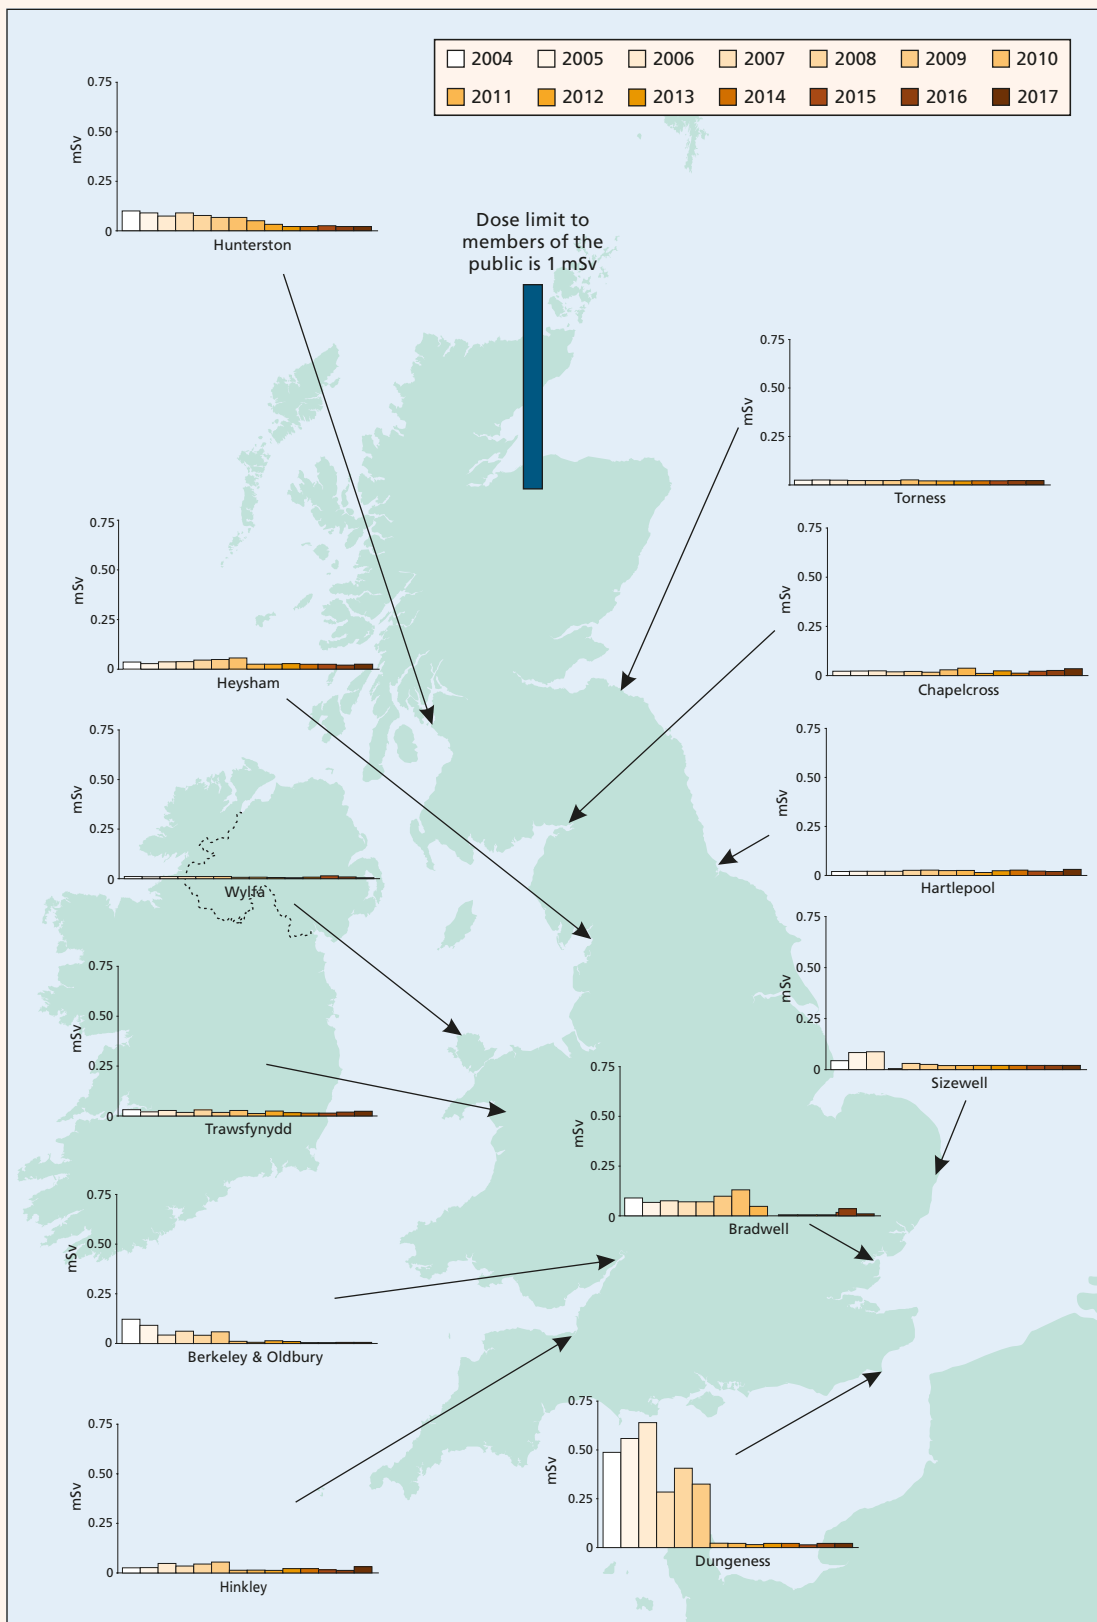 2004 2005 2006 2007 2008 2009 2010
2011 2012 2013 2014 2015 2016 2017
0.75
0.50
0.25
0
mSv
Hunterston
Dose limit to
members of the
public is 1 mSv
0.75
0.50
0.25
0
mSv
Torness
0.75
0.50
0.25
0
mSv
Heysham
0.75
0.50
0.25
0
mSv
Chapelcross
0.75
0.50
0.25
0
mSv
Wylfa
0.75
0.50
0.25
0
mSv
Hartlepool
0.75
0.50
0.25
0
mSv
Sizewell
0.75
0.50
0.25
0
mSv
Trawsfynydd
0.75
0.50
0.25
0
mSv
Bradwell
0.75
0.50
0.25
0
mSv
Berkeley & Oldbury
0.75
0.50
0.25
0
mSv
Dungeness
0.75
0.50
0.25
0
mSv
Hinkley